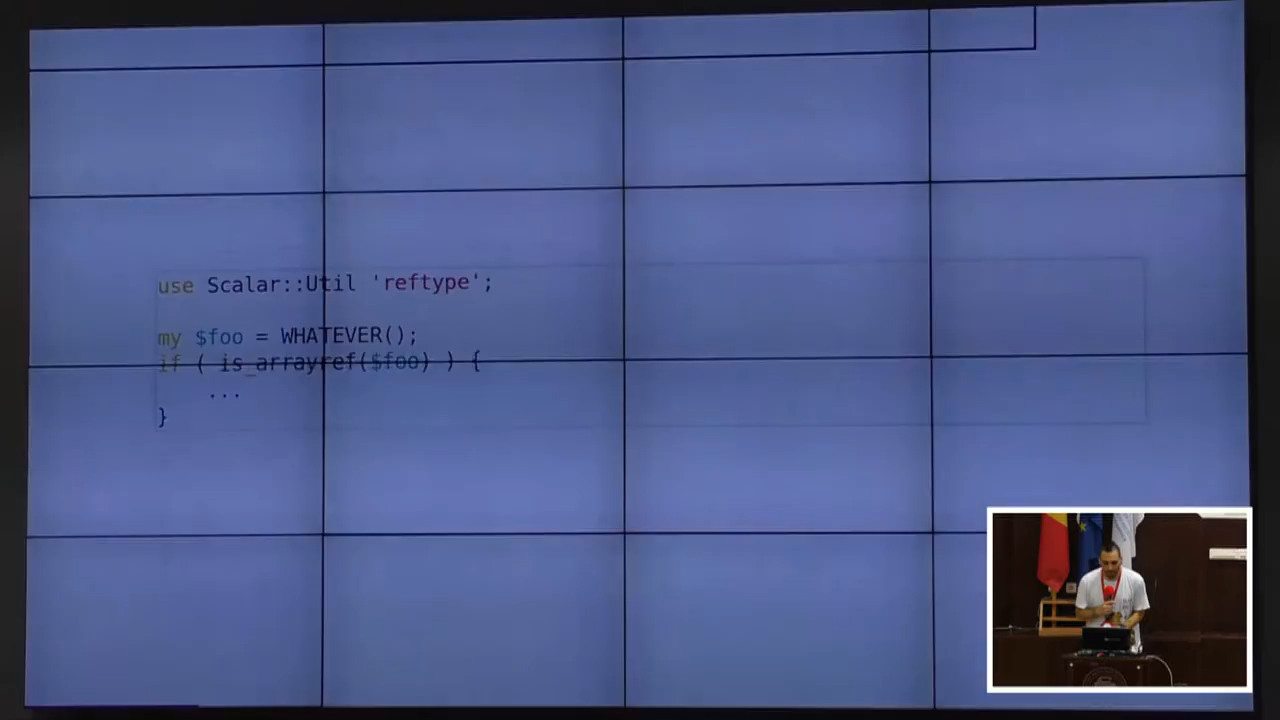 use Scalar::Util 'reftype';
my $foo = WHATEVER();
if ( is_arrayref($foo) ) {
...
}